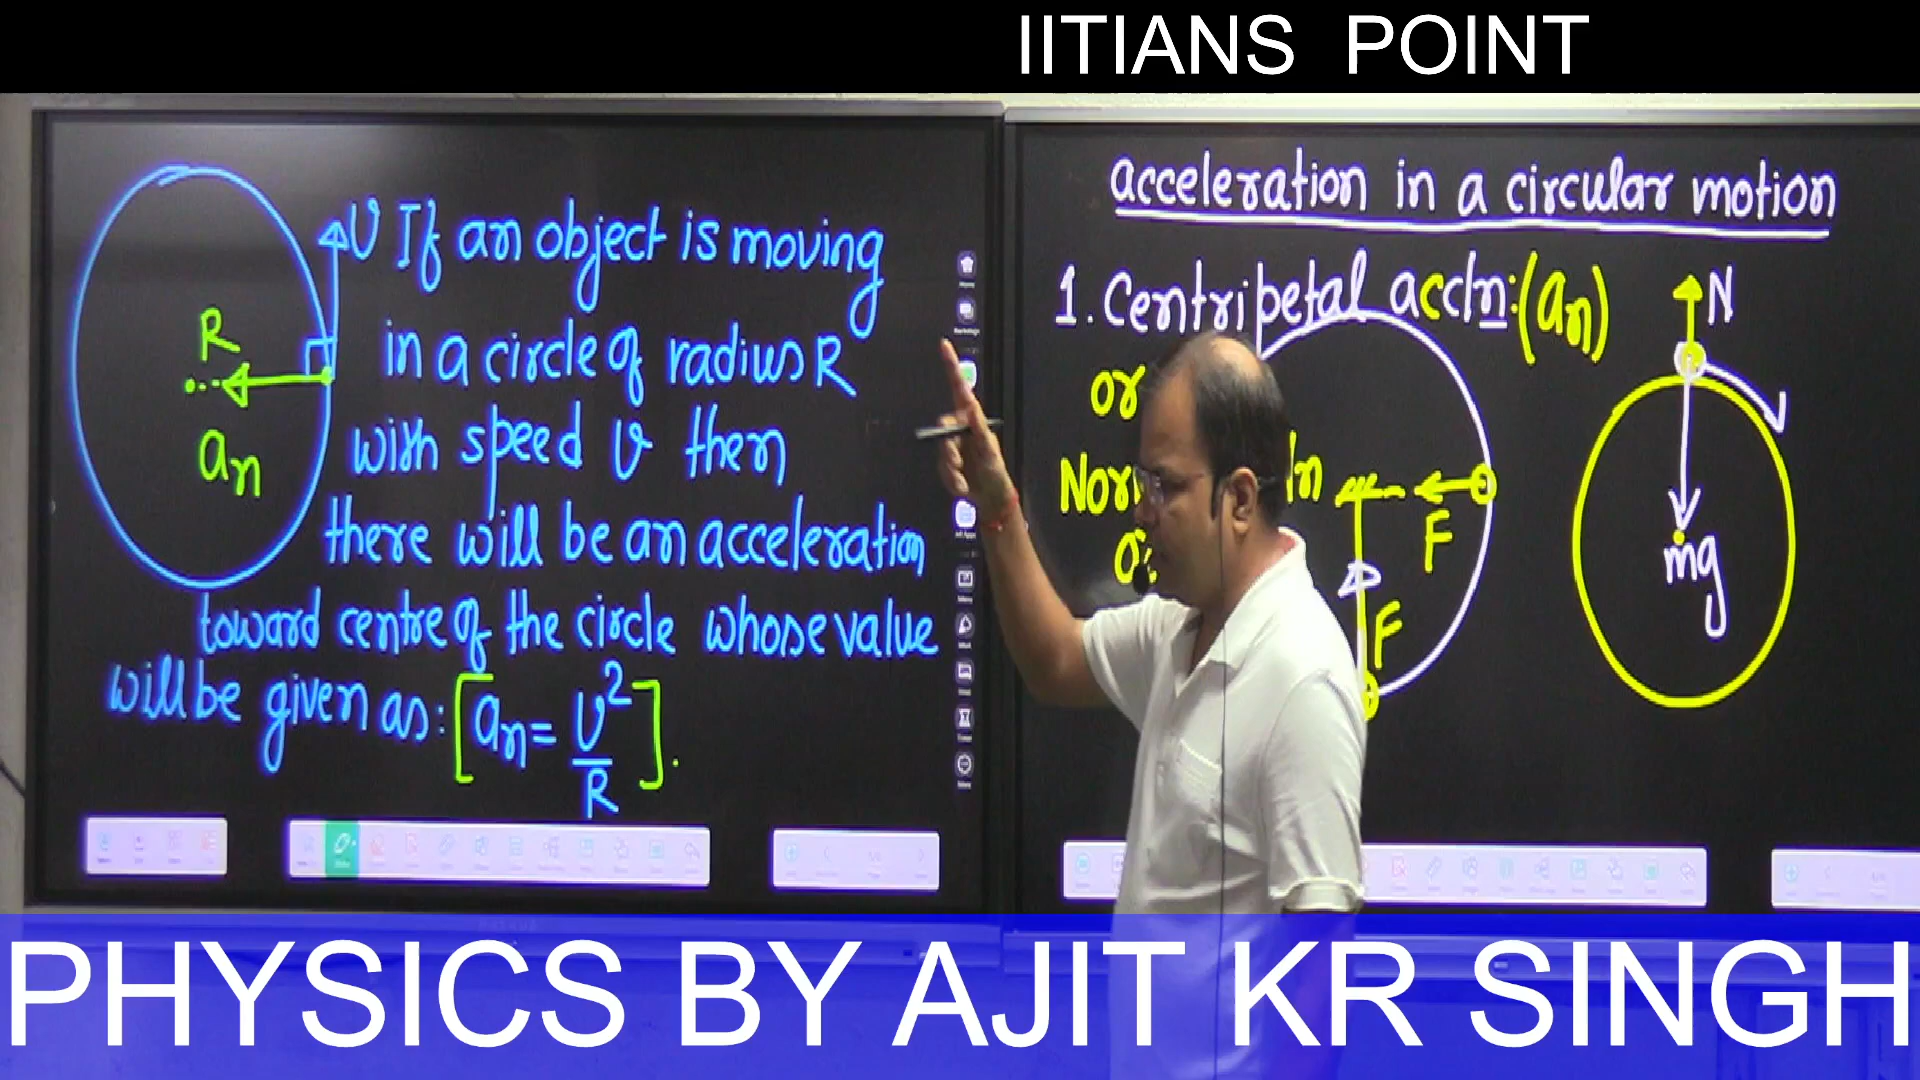 IITIANS POINT
υ If an object is moving
in a circle of radius R
R
with speed υ then
an
there will be an acceleration
toward centre of the circle whose value
will be given as: [an = υ²/R].
acceleration in a circular motion
1. Centripetal accln: (an)
or
N
F
F
mg
PHYSICS BY AJIT KR SINGH